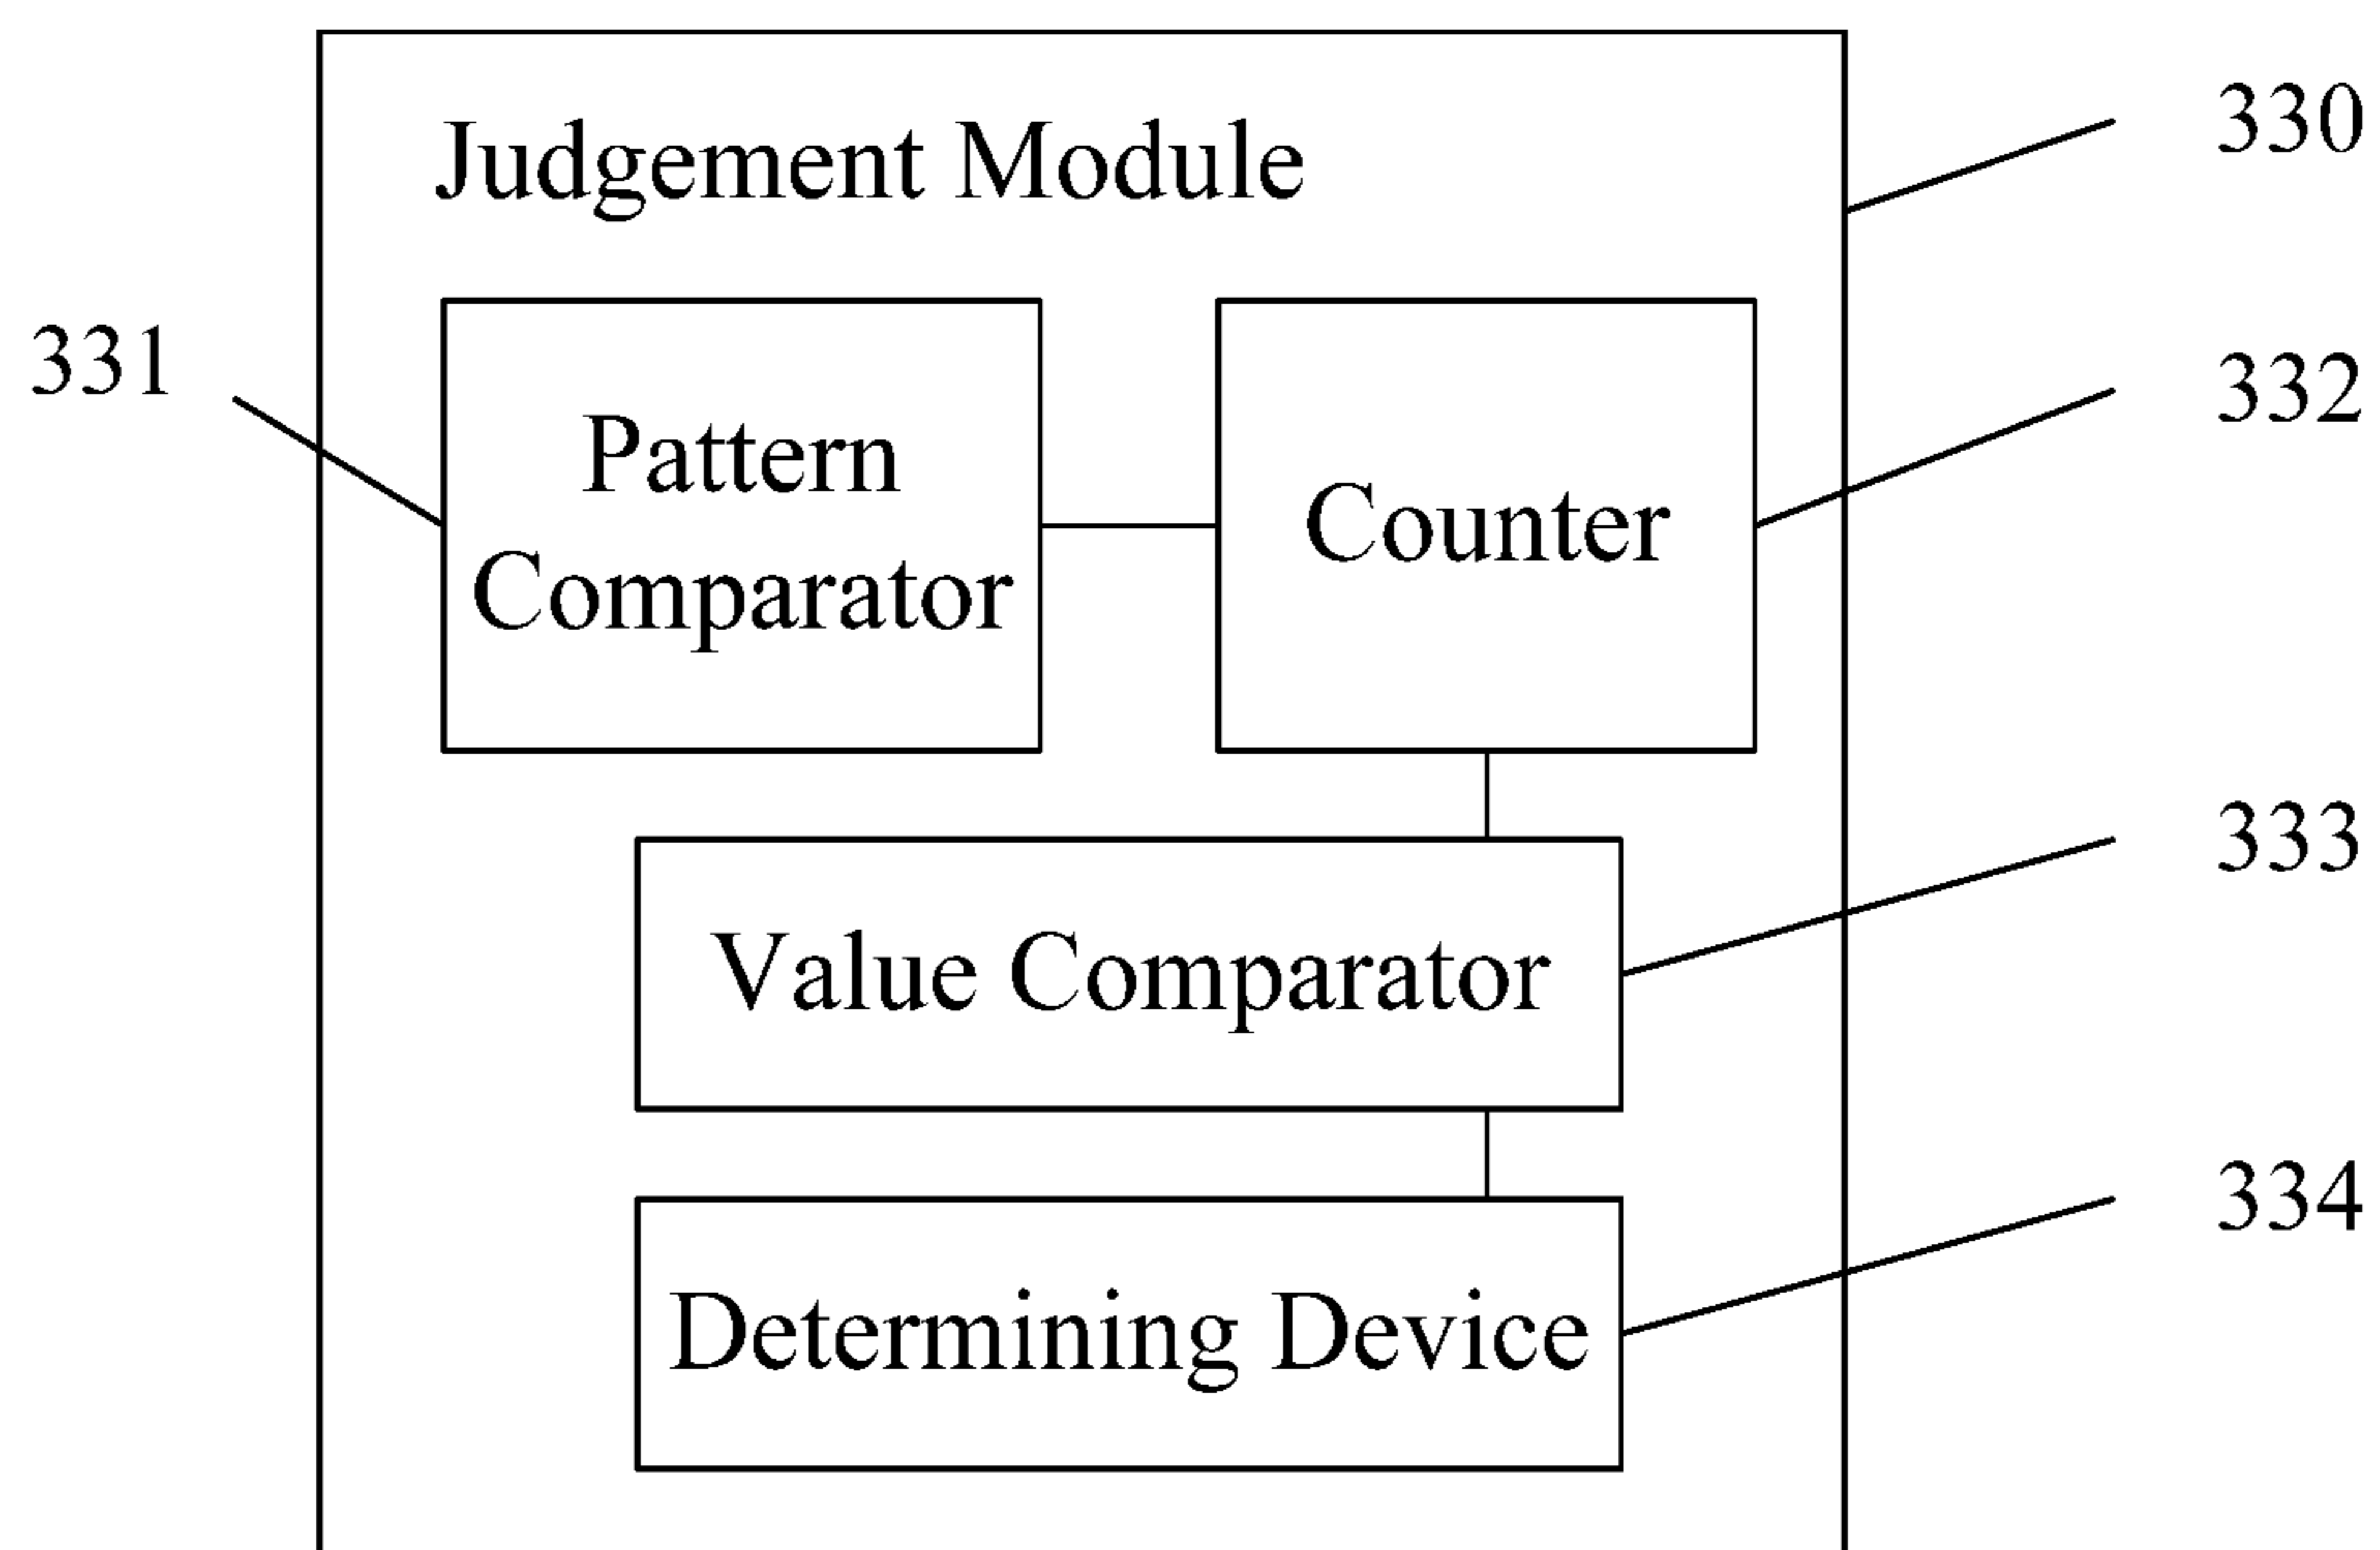 Judgement Module
330
331
Pattern
Comparator
Counter
332
Value Comparator
333
Determining Device
334